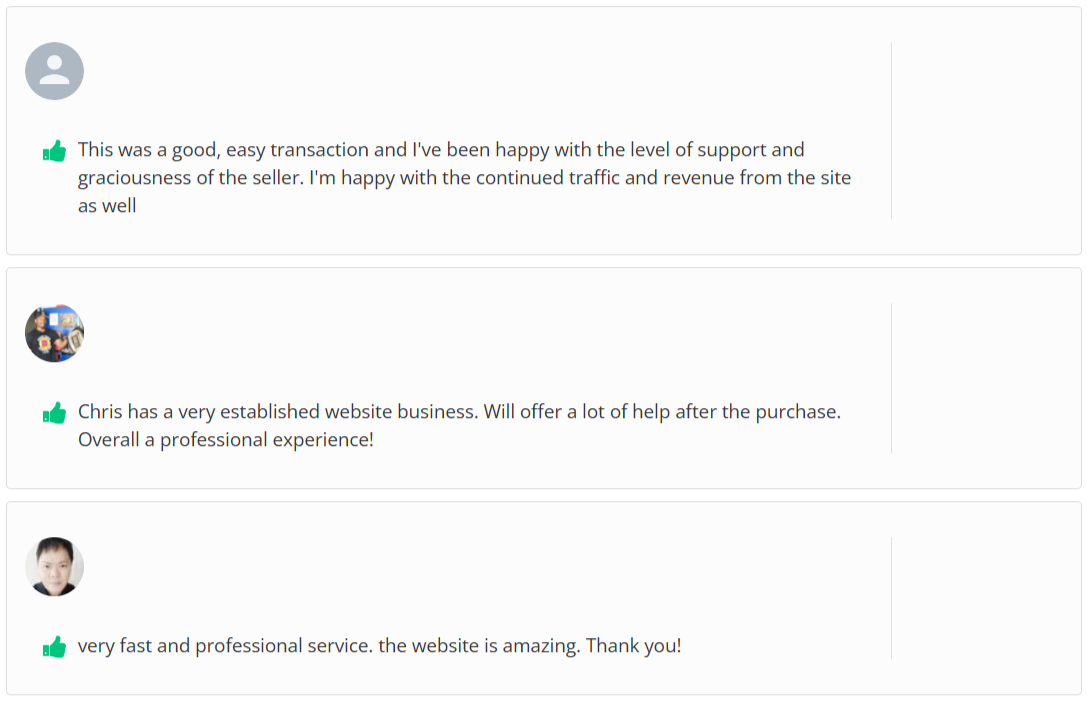 This was a good, easy transaction and I've been happy with the level of support and
graciousness of the seller. I'm happy with the continued traffic and revenue from the site
as well
Chris has a very established website business. Will offer a lot of help after the purchase.
Overall a professional experience!
very fast and professional service. the website is amazing. Thank you!